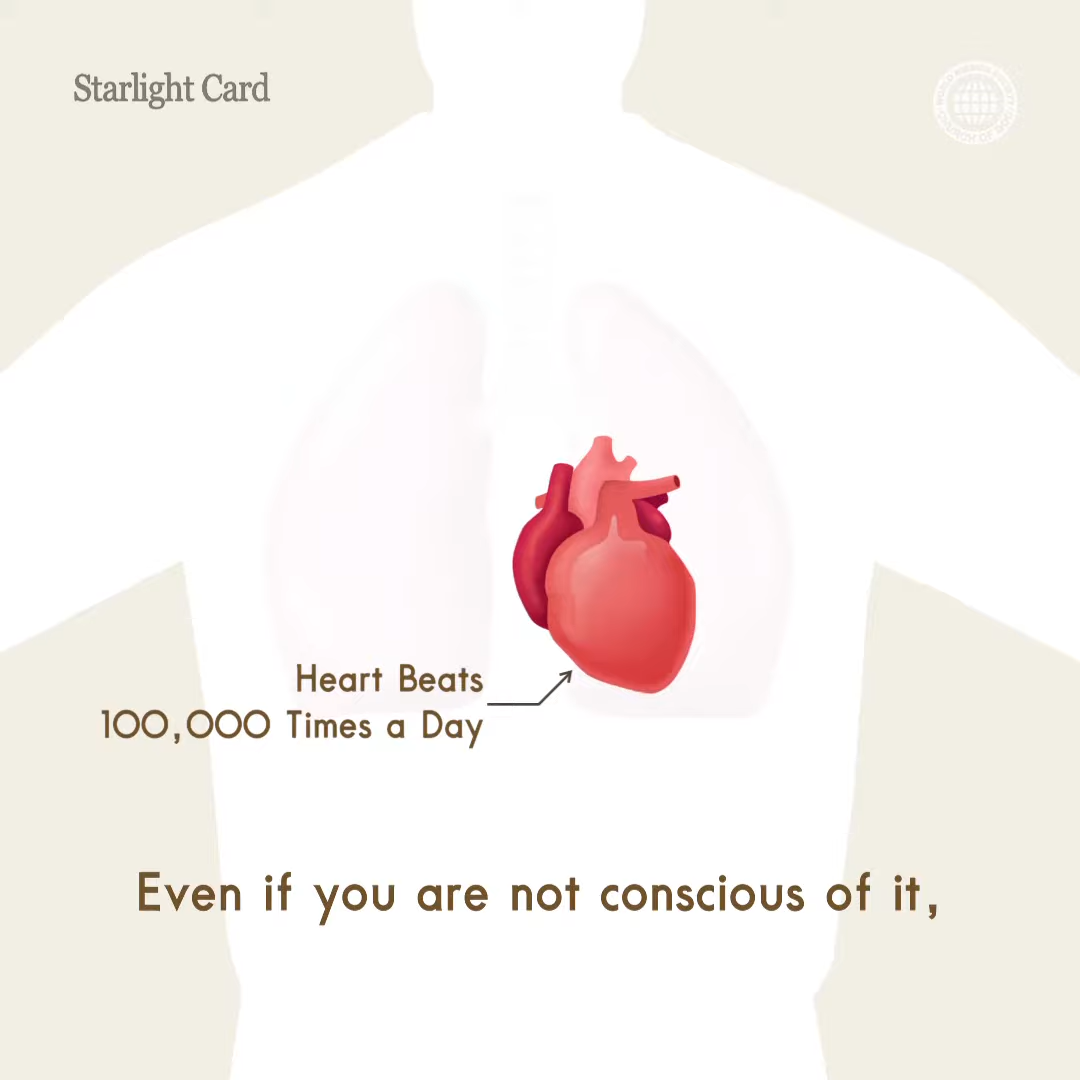 Starlight Card
Heart Beats
100,000 Times a Day
Even if you are not conscious of it,